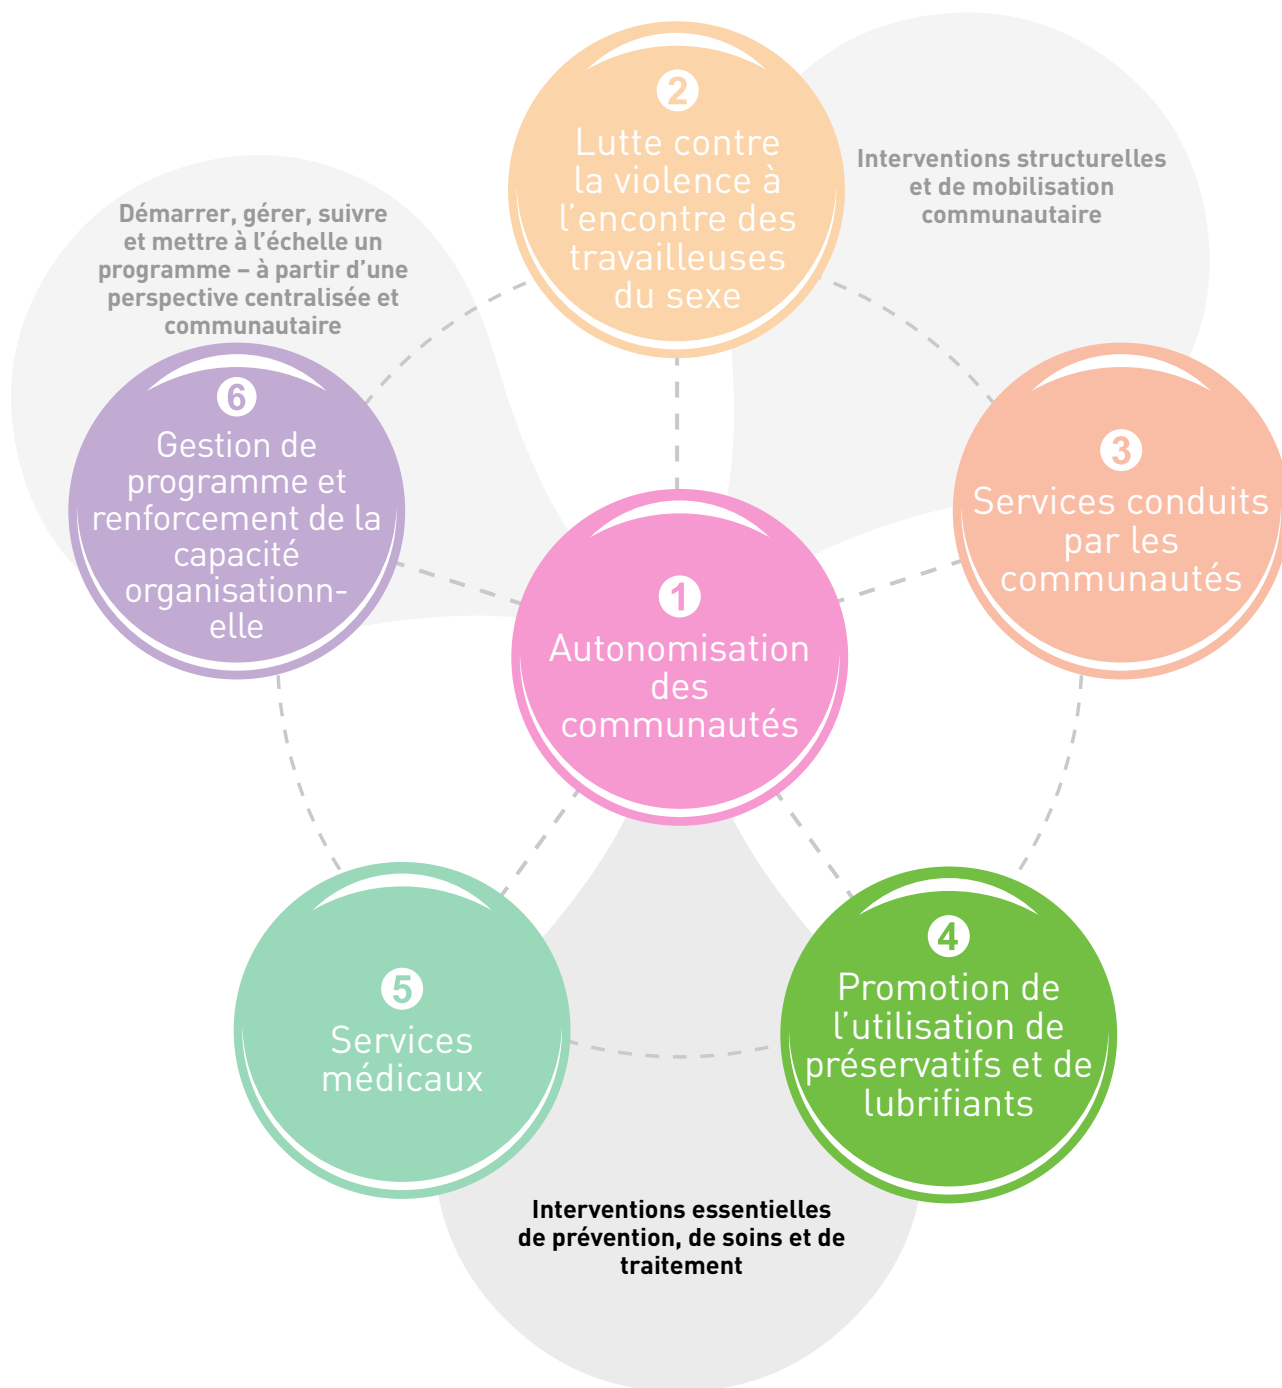 2
Lutte contre
la violence à
l’encontre des
travailleuses
du sexe
Interventions structurelles
et de mobilisation
communautaire
Démarrer, gérer, suivre
et mettre à l’échelle un
programme – à partir d’une
perspective centralisée et
communautaire
6
Gestion de
programme et
renforcement de la
capacité
organisationn-
elle
3
Services conduits
par les
communautés
1
Autonomisation
des
communautés
5
Services
médicaux
4
Promotion de
l’utilisation de
préservatifs et de
lubrifiants
Interventions essentielles
de prévention, de soins et de
traitement